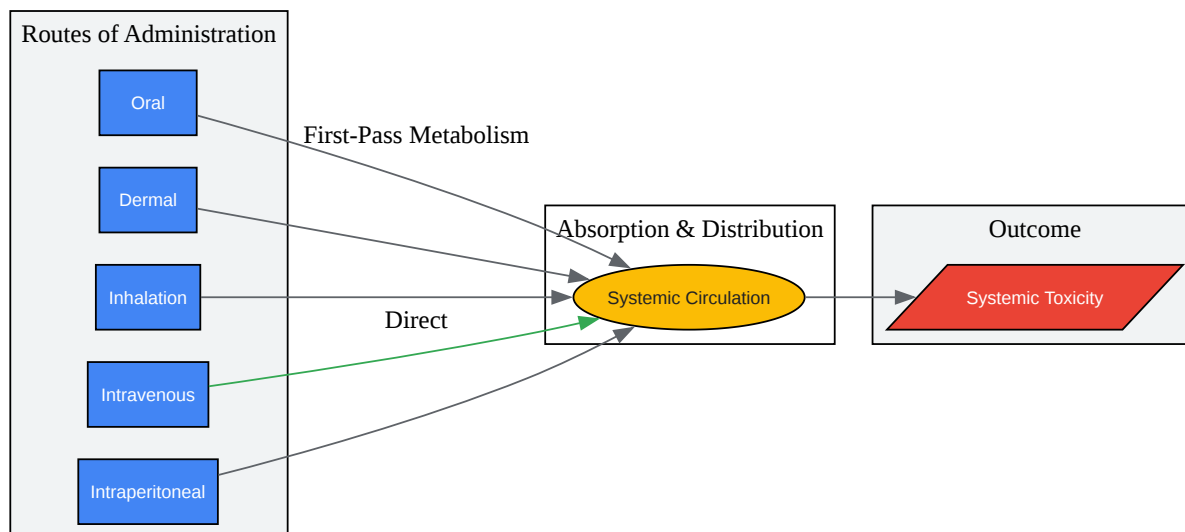 Routes of Administration
Oral
First-Pass Metabolism
Dermal
Absorption & Distribution
Outcome
Inhalation
Systemic Circulation
Systemic Toxicity
Direct
Intravenous
Intraperitoneal